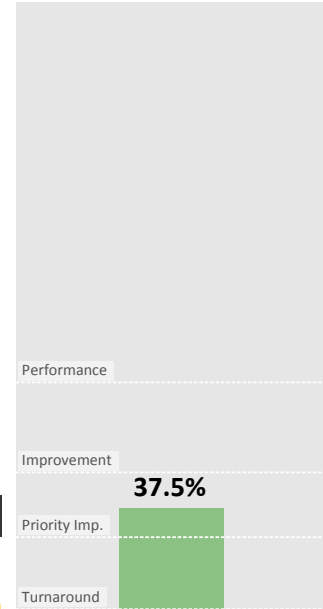 Performance
Improvement
37.5%
Priority Imp.
Turnaround